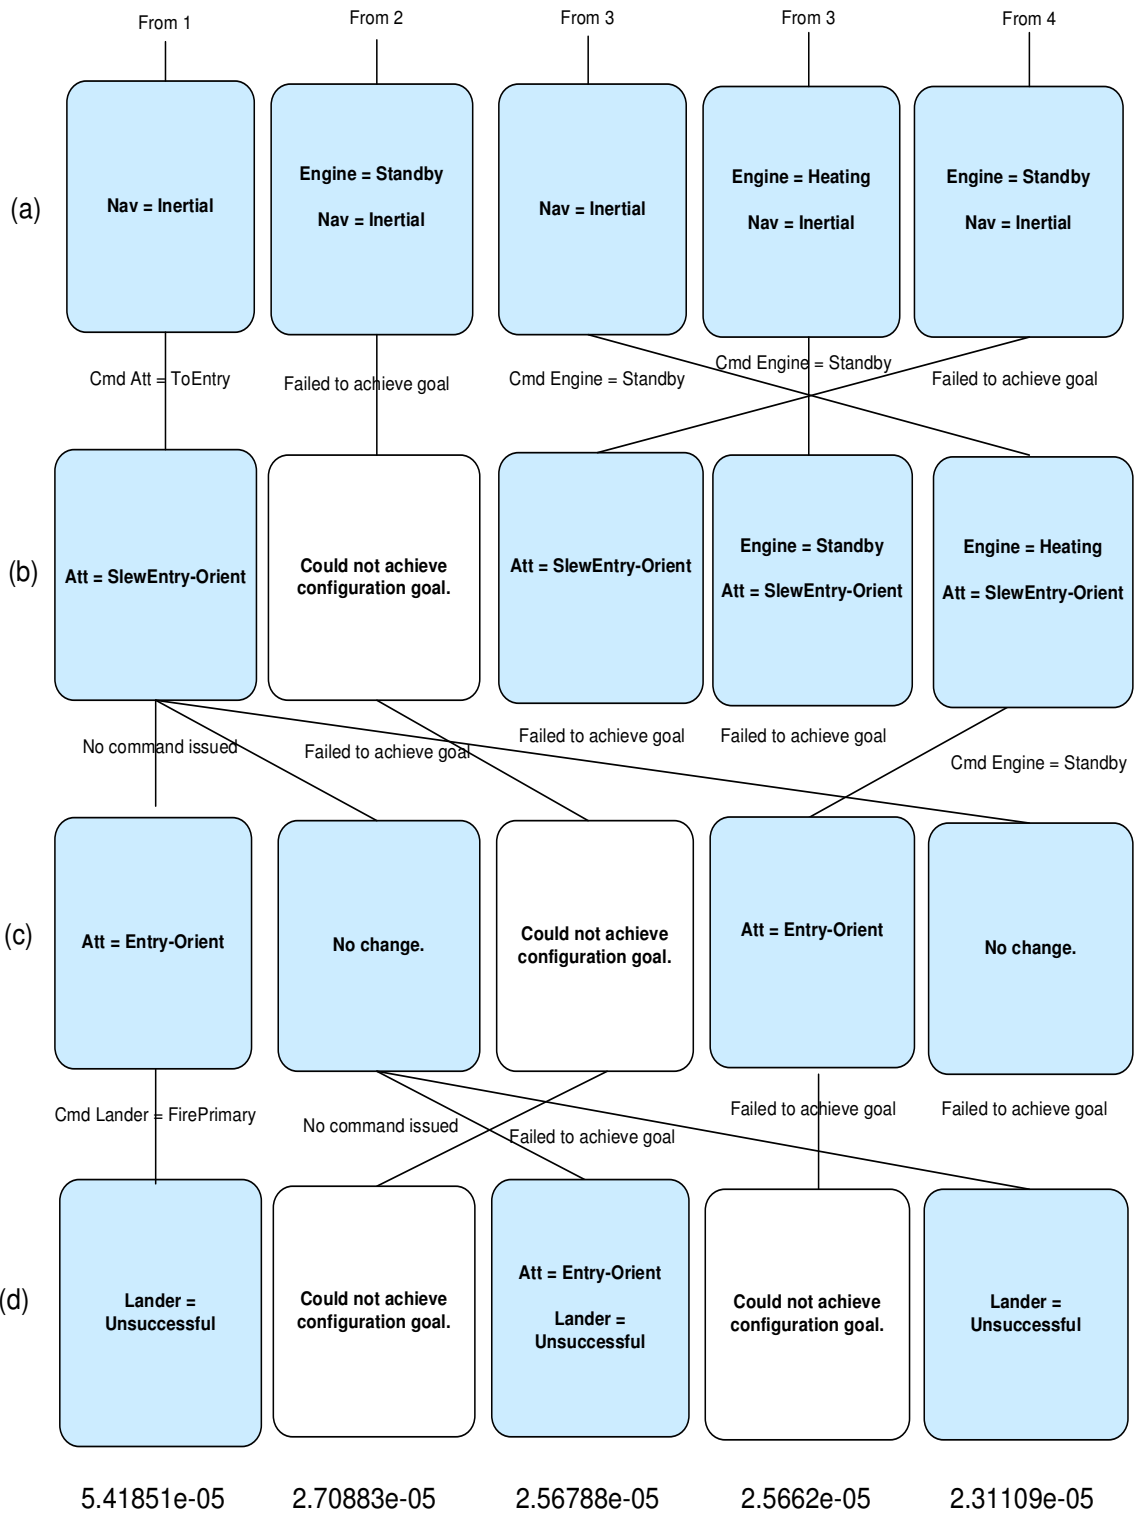 From 1
From 2
From 3
From 3
From 4
(a)
Nav = Inertial
Engine = Standby
Nav = Inertial
Nav = Inertial
Engine = Heating
Nav = Inertial
Engine = Standby
Nav = Inertial
Cmd Att = ToEntry
Failed to achieve goal
Cmd Engine = Standby
Cmd Engine = Standby
Failed to achieve goal
(b)
Att = SlewEntry-Orient
Could not achieve
configuration goal.
Att = SlewEntry-Orient
Engine = Standby
Att = SlewEntry-Orient
Engine = Heating
Att = SlewEntry-Orient
No command issued
Failed to achieve goal
Failed to achieve goal
Failed to achieve goal
Cmd Engine = Standby
(c)
Att = Entry-Orient
No change.
Could not achieve
configuration goal.
Att = Entry-Orient
No change.
Cmd Lander = FirePrimary
No command issued
Failed to achieve goal
Failed to achieve goal
Failed to achieve goal
(d)
Lander =
Unsuccessful
Could not achieve
configuration goal.
Att = Entry-Orient
Lander =
Unsuccessful
Could not achieve
configuration goal.
Lander =
Unsuccessful
5.41851e-05
2.70883e-05
2.56788e-05
2.5662e-05
2.31109e-05